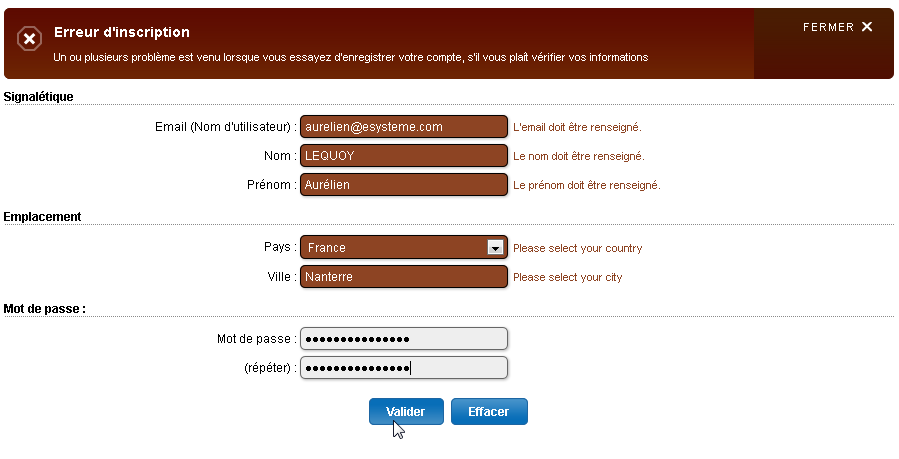 Erreur d'inscription
FERMER
Un ou plusieurs problème est venu lorsque vous essayez d'enregistrer votre compte, s'il vous plaît vérifier vos informations
Signalétique
Email (Nom d'utilisateur) : aurelien@esysteme.com L'email doit être renseigné.
Nom : LEQUOY Le nom doit être renseigné.
Prénom : Aurélien Le prénom doit être renseigné.
Emplacement
Pays : France Please select your country
Ville : Nanterre Please select your city
Mot de passe :
Mot de passe :
(répéter) :
Valider Effacer